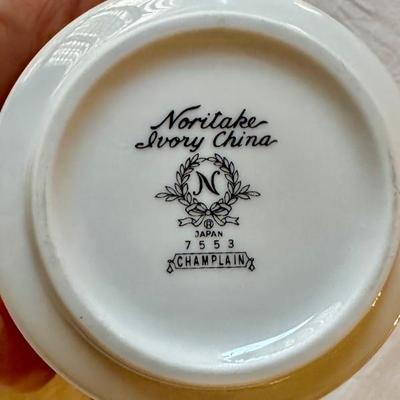 Noritake
Ivory China
N
®
JAPAN
7553
CHAMPLAIN